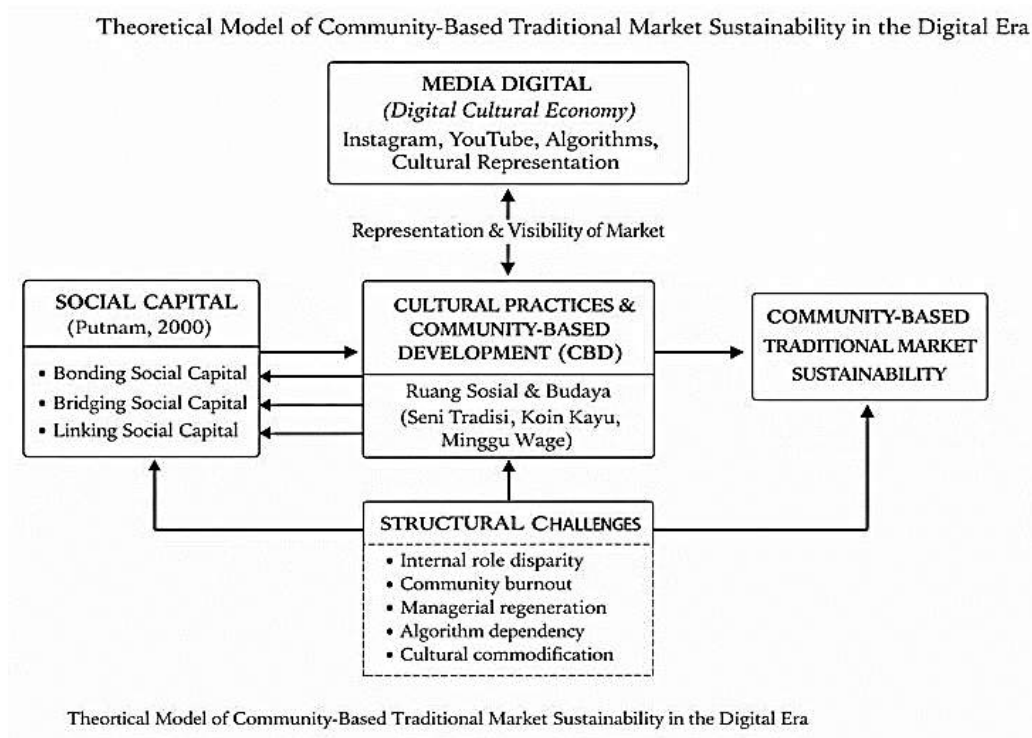 Theoretical Model of Community-Based Traditional Market Sustainability in the Digital Era
MEDIA DIGITAL
(Digital Cultural Economy)
Instagram, YouTube, Algorithms,
Cultural Representation
Representation & Visibility of Market
SOCIAL CAPITAL
(Putnam, 2000)
• Bonding Social Capital
• Bridging Social Capital
• Linking Social Capital
CULTURAL PRACTICES &
COMMUNITY-BASED
DEVELOPMENT (CBD)
Ruang Sosial & Budaya
(Seni Tradisi, Koin Kayu,
Minggu Wage)
COMMUNITY-BASED
TRADITIONAL MARKET
SUSTAINABILITY
STRUCTURAL CHALLENGES
• Internal role disparity
• Community burnout
• Managerial regeneration
• Algorithm dependency
• Cultural commodification
Theortical Model of Community-Based Traditional Market Sustainability in the Digital Era